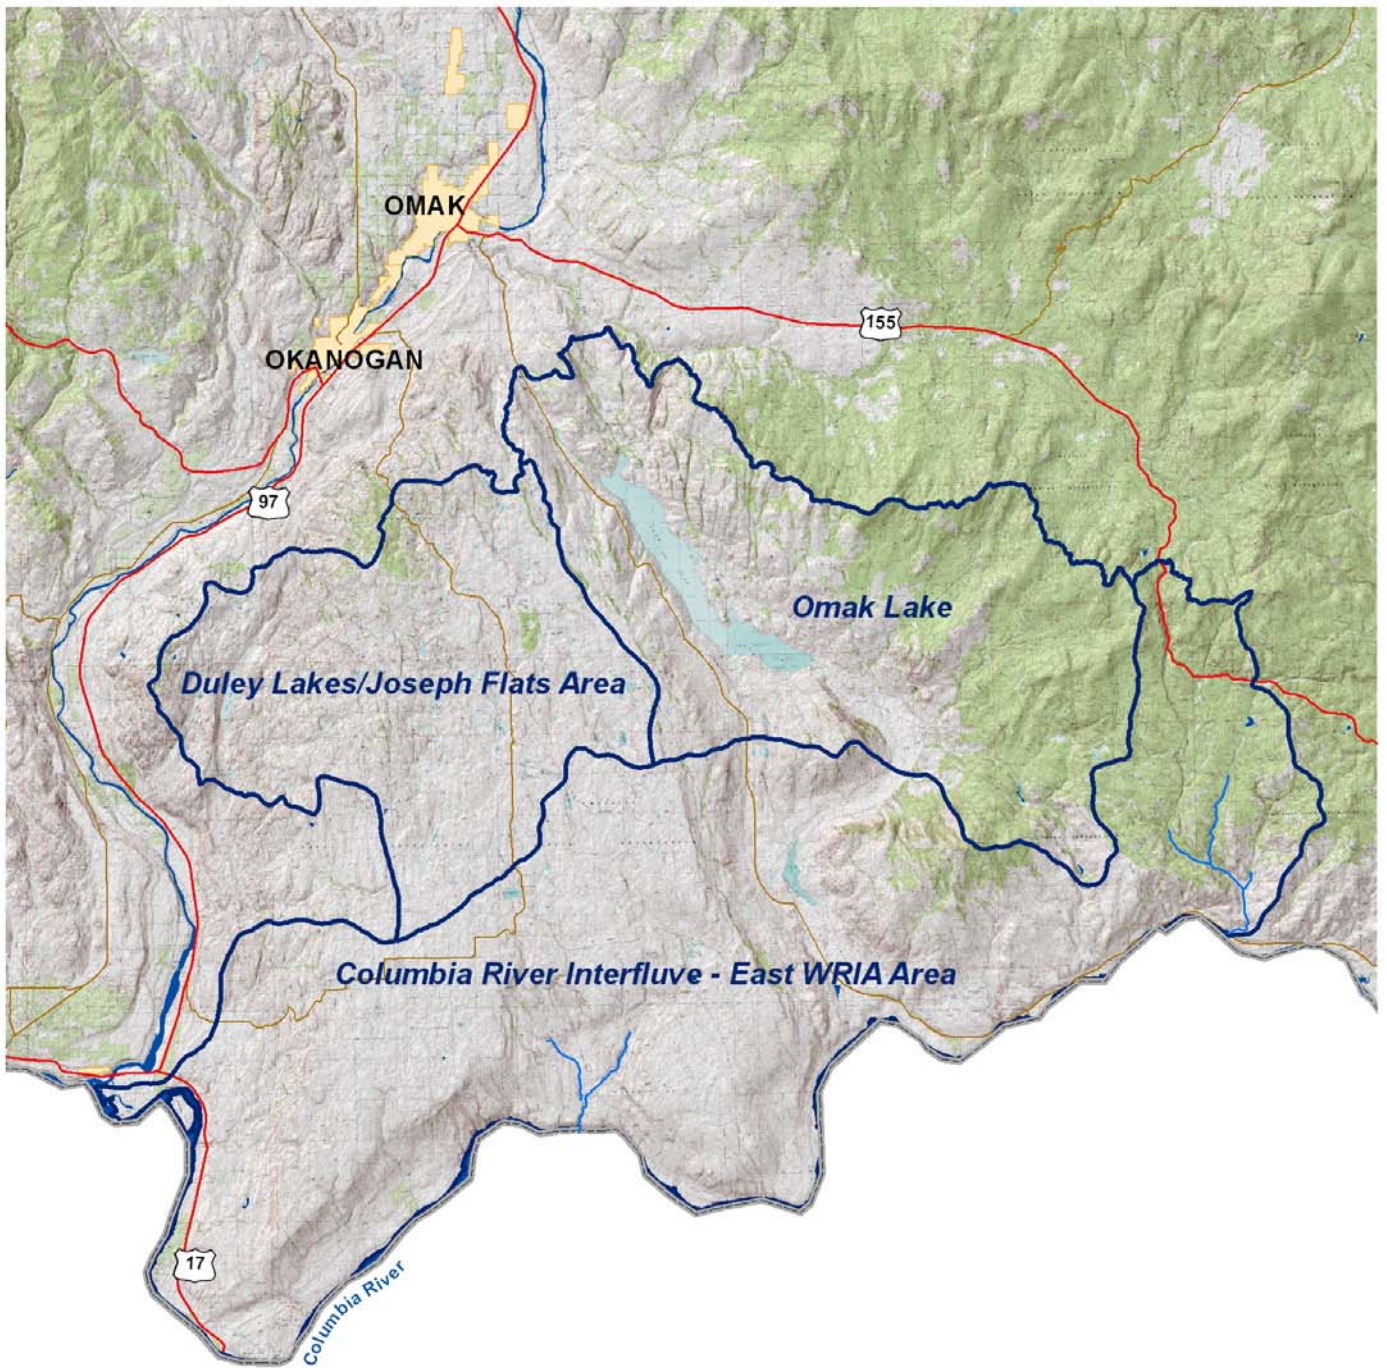 OMAK
155
OKANOGAN
97
Omak Lake
Duley Lakes/Joseph Flats Area
Columbia River Interfluve - East WRIA Area
17
Columbia River